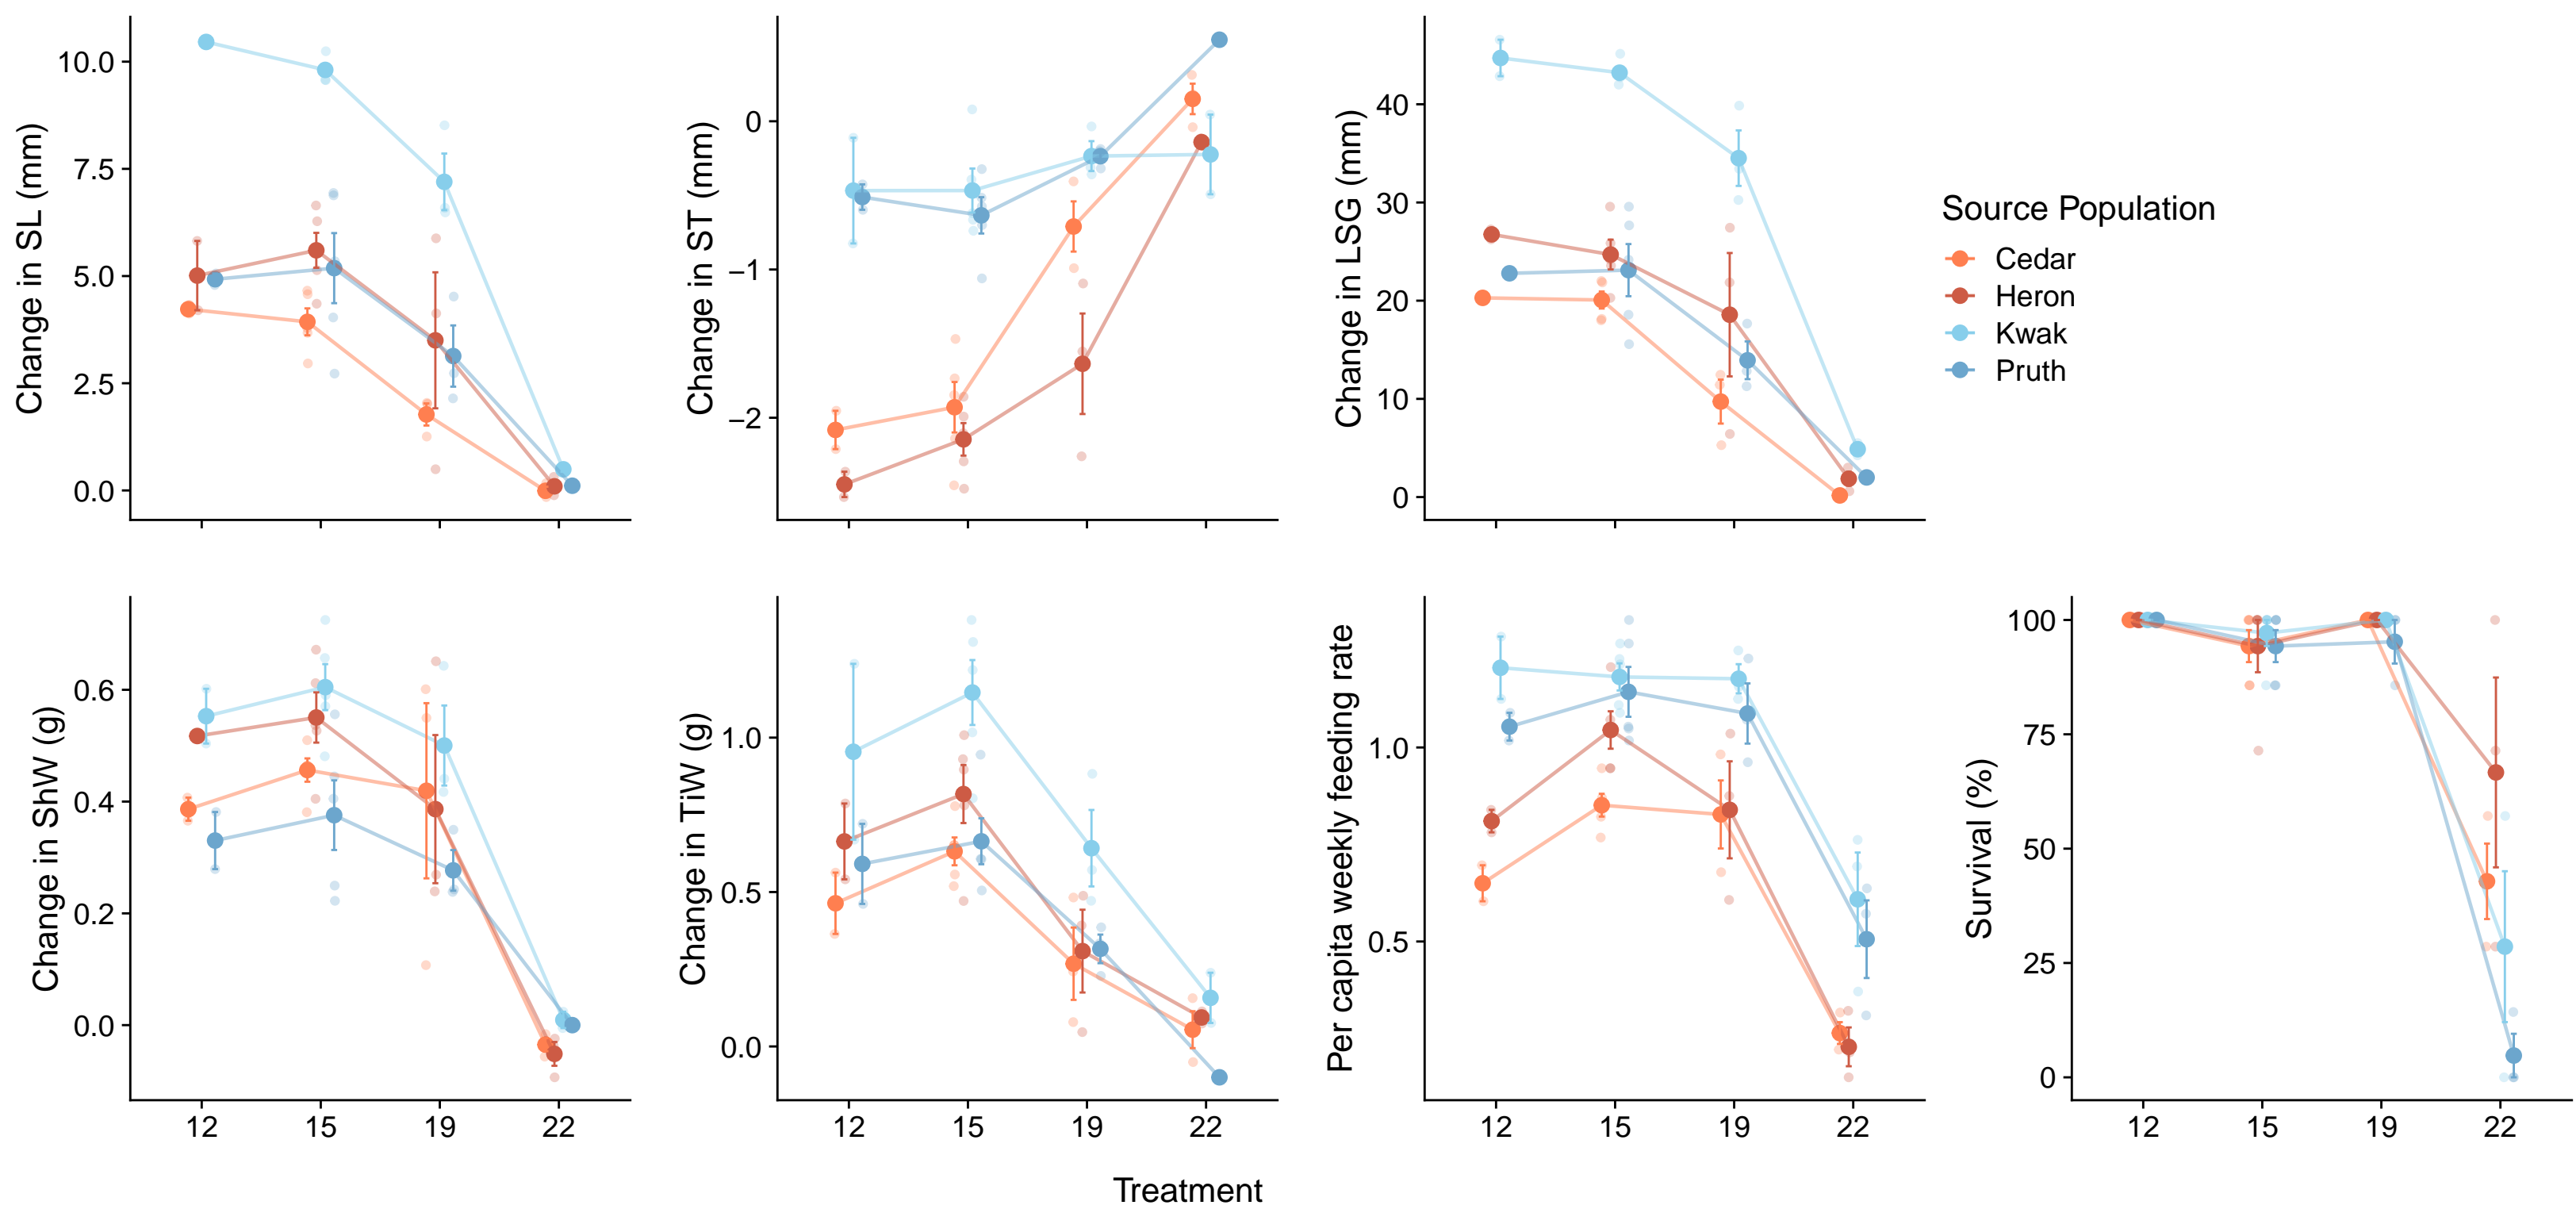 Change in SL (mm)
10.0
7.5
5.0
2.5
0.0
Change in ST (mm)
0
−1
−2
Change in LSG (mm)
40
30
20
10
0
Source Population
Cedar
Heron
Kwak
Pruth
Change in ShW (g)
0.6
0.4
0.2
0.0
12 15 19 22
Change in TiW (g)
1.0
0.5
0.0
12 15 19 22
Per capita weekly feeding rate
1.0
0.5
12 15 19 22
Survival (%)
100
75
50
25
0
12 15 19 22
Treatment